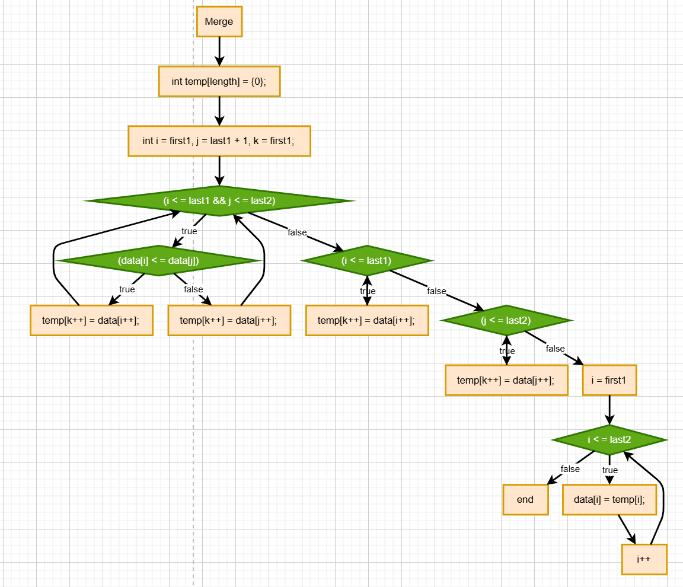 Merge
int temp[length] = {0};
int i = first1, j = last1 + 1, k = first1;
(i < = last1 && j < = last2)
true
false
(data[i] < = data[j])
(i < = last1)
true
false
true
false
temp[k++] = data[i++];
temp[k++] = data[j++];
temp[k++] = data[i++];
(j < = last2)
true
false
temp[k++] = data[j++];
i = first1
i < = last2
false
true
end
data[i] = temp[i];
i++